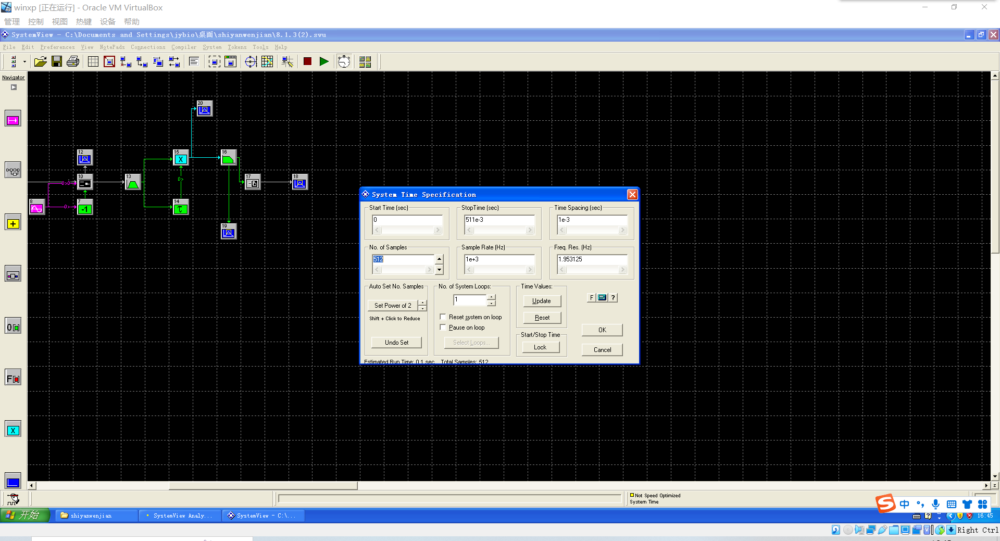 winxp [正在运行] - Oracle VM VirtualBox
管理 控制 视图 热键 设备 帮助
SystemView - C:\Documents and Settings\jybio\桌面\shiyanwenjian\8.1.3(2).svu
File Edit Preferences View NotePads Connections Compiler System Tokens Tools Help
Navigator
20
12
15
X
16
0>0
10
13
0>
17
18
8
0>
7
-1
14
τ
19
System Time Specification
Start Time (sec)
0
StopTime (sec)
511e-3
Time Spacing (sec)
1e-3
No. of Samples
512
Sample Rate (Hz)
1e+3
Freq. Res. (Hz)
1.953125
Auto Set No. Samples
Set Power of 2
Shift + Click to Reduce
Undo Set
No. of System Loops:
1
Reset system on loop
Pause on loop
Select Loops...
Time Values:
Update
Reset
Start/Stop Time
Lock
F ?
OK
Cancel
Estimated Run Time: 0.1 sec Total Samples: 512
X
Not Speed Optimized
System Time
z
中
开始
shiyanwenjian
SystemView Analy...
SystemView - C:\...
16:45
Right Ctrl